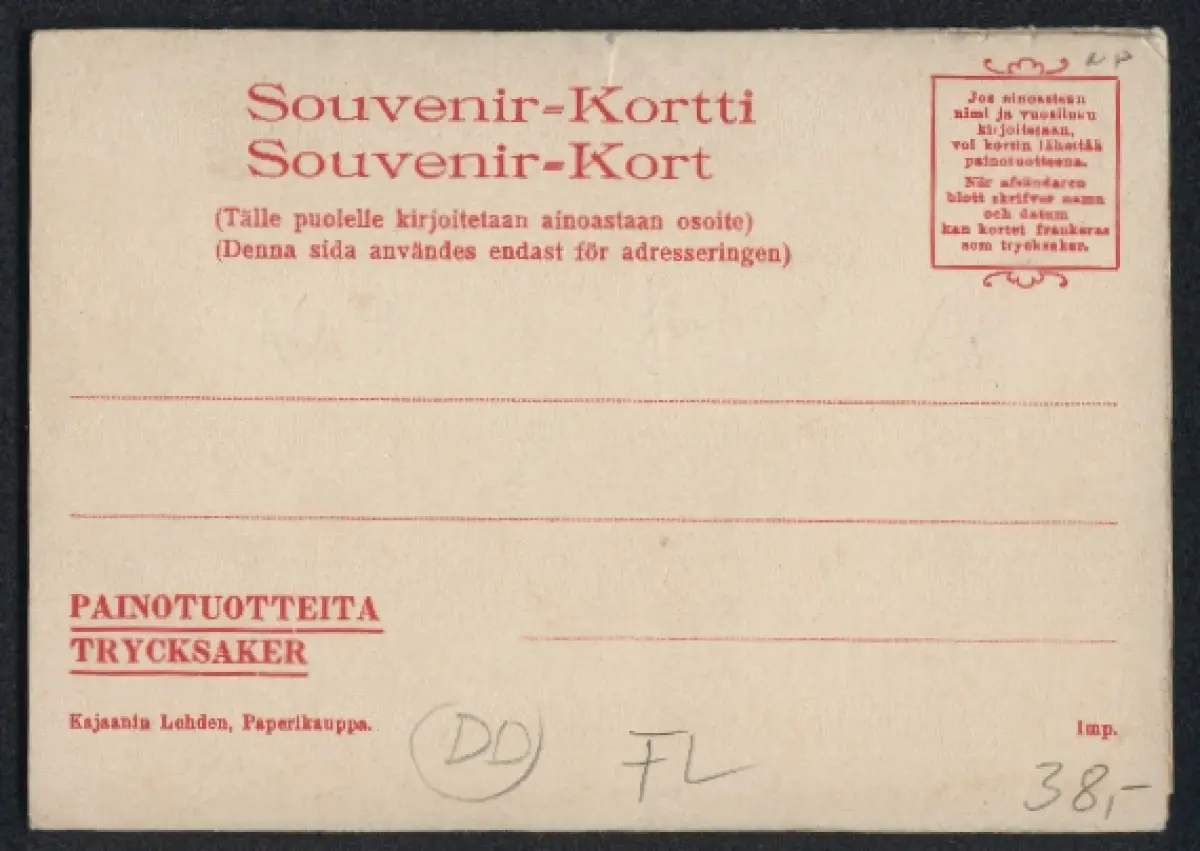 NP
Souvenir-Kortti
Souvenir-Kort
(Tälle puolelle kirjoitetaan ainoastaan osoite)
(Denna sida användes endast för adresseringen)
Jos ainoastaan
nimi ja vuosiluku
kirjoitetaan,
voi kortin lähettää
painotuotteena.
När afsändaren
blott skrifver namn
och datum
kan kortet frankeras
som trycksaker.
PAINOTUOTTEITA
TRYCKSAKER
Kajaanin Lehden, Paperikauppa.
Imp.
DD
FL
38,-